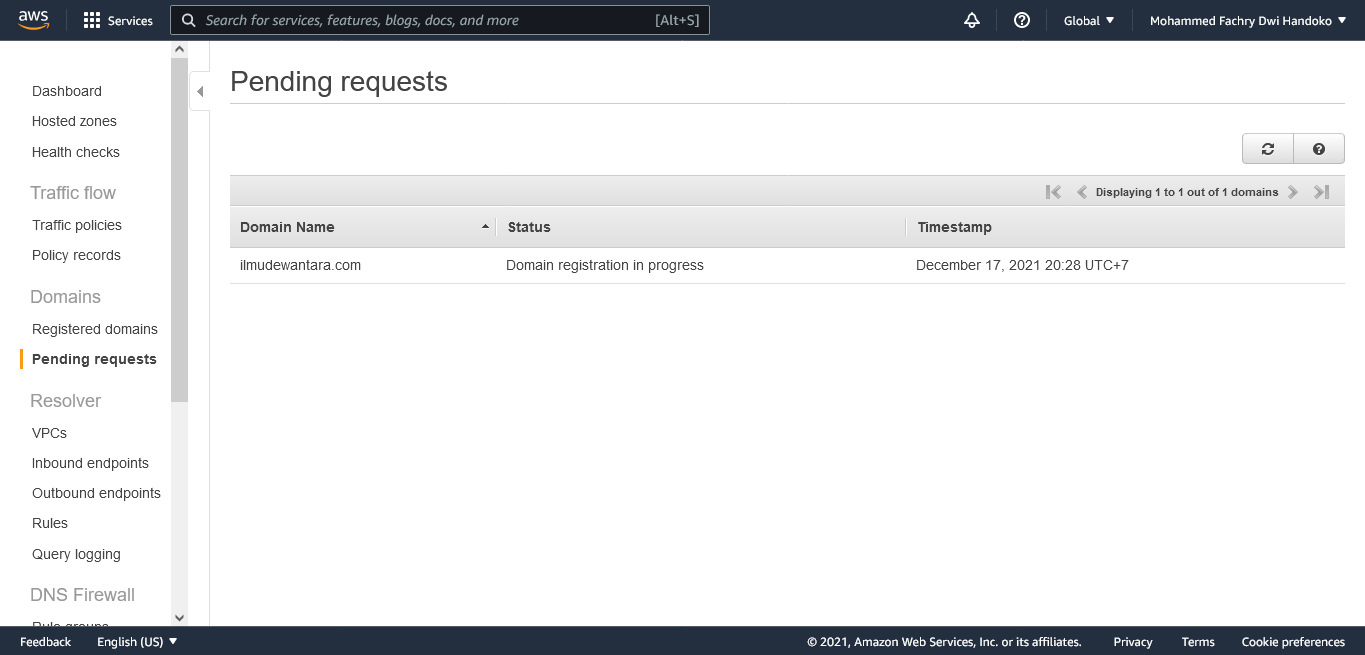 aws
Services
Search for services, features, blogs, docs, and more
[Alt+S]
Global
Mohammed Fachry Dwi Handoko
Dashboard
Hosted zones
Health checks
Traffic flow
Traffic policies
Policy records
Domains
Registered domains
Pending requests
Resolver
VPCs
Inbound endpoints
Outbound endpoints
Rules
Query logging
DNS Firewall
Rule groups
Pending requests
Displaying 1 to 1 out of 1 domains
Domain Name Status Timestamp
ilmudewantara.com Domain registration in progress December 17, 2021 20:28 UTC+7
Feedback English (US) © 2021, Amazon Web Services, Inc. or its affiliates. Privacy Terms Cookie preferences